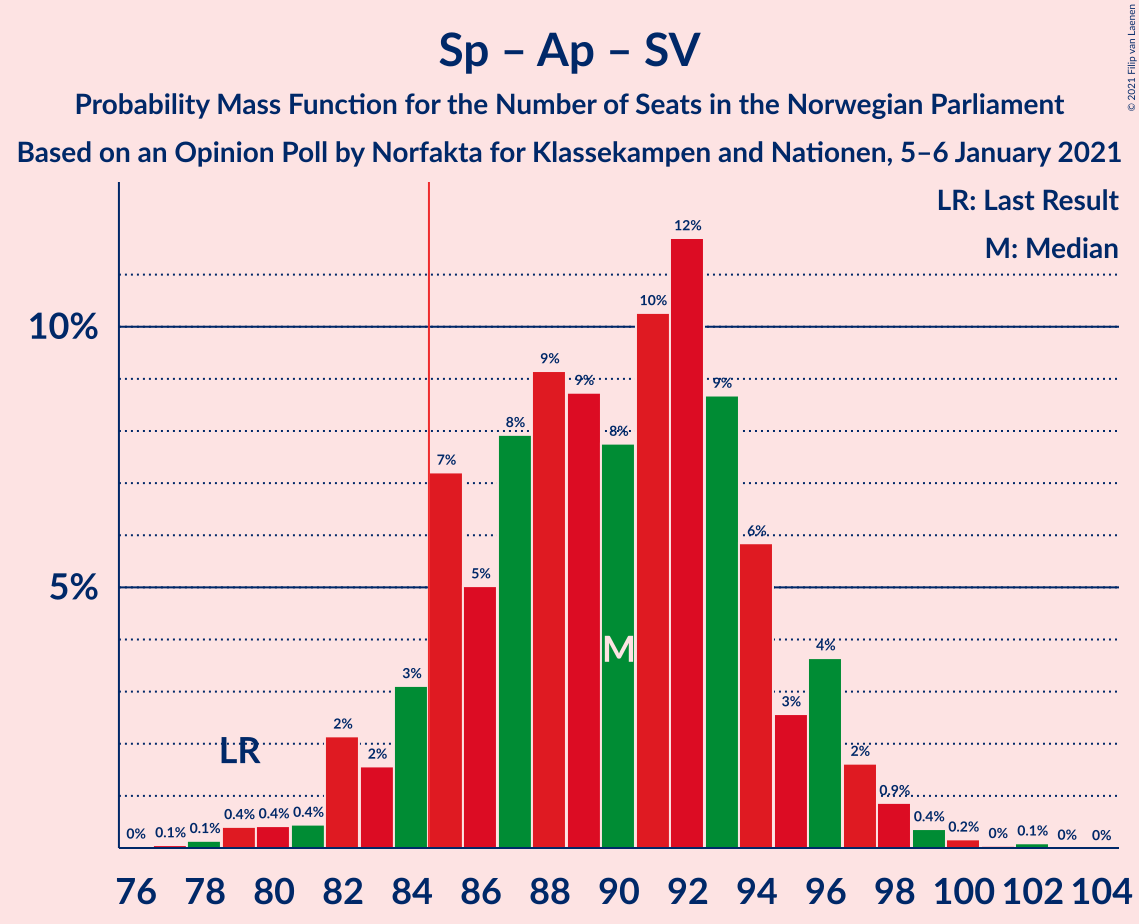 Sp – Ap – SV
Probability Mass Function for the Number of Seats in the Norwegian Parliament
Based on an Opinion Poll by Norfakta for Klassekampen and Nationen, 5–6 January 2021
© 2021 Filip van Laenen
LR: Last Result
M: Median
10%
5%
0% 0.1% 0.1% 0.4% 0.4% 0.4% 2% 2% 3% 7% 5% 8% 9% 9% 8% 10% 12% 9% 6% 3% 4% 2% 0.9% 0.4% 0.2% 0% 0.1% 0% 0%
LR
M
76 78 80 82 84 86 88 90 92 94 96 98 100 102 104